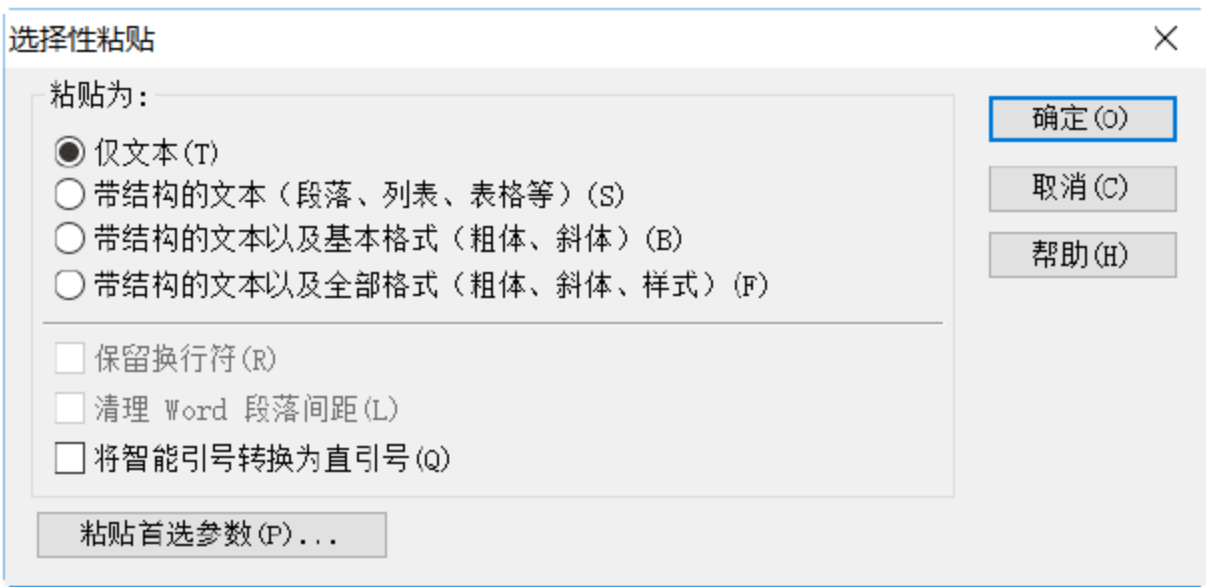 选择性粘贴
粘贴为:
仅文本(T)
带结构的文本（段落、列表、表格等）(S)
带结构的文本以及基本格式（粗体、斜体）(B)
带结构的文本以及全部格式（粗体、斜体、样式）(F)
保留换行符(R)
清理 Word 段落间距(L)
将智能引号转换为直引号(Q)
粘贴首选参数(P)...
确定(O)
取消(C)
帮助(H)